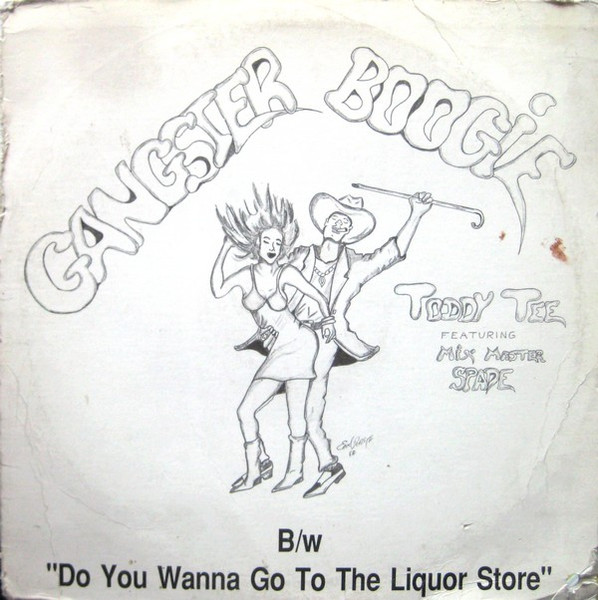 GANGSTER BOOGIE
TODDY TEE
FEATURING
MIX MASTER
SPADE
B/w
"Do You Wanna Go To The Liquor Store"